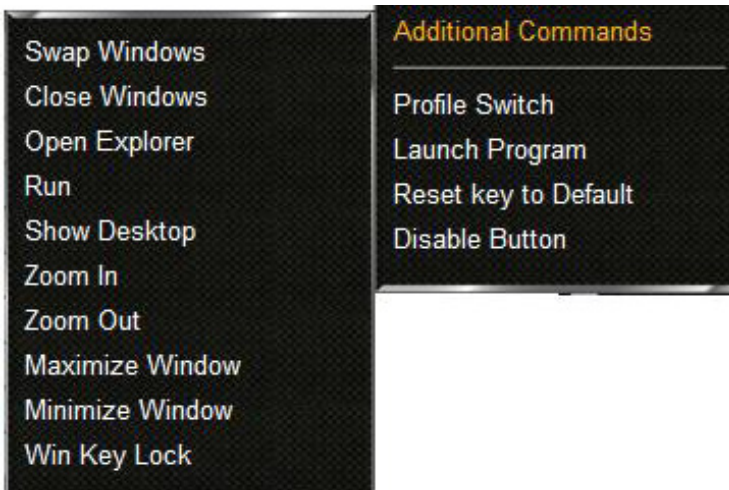 Swap Windows
Close Windows
Open Explorer
Run
Show Desktop
Zoom In
Zoom Out
Maximize Window
Minimize Window
Win Key Lock
Additional Commands
Profile Switch
Launch Program
Reset key to Default
Disable Button